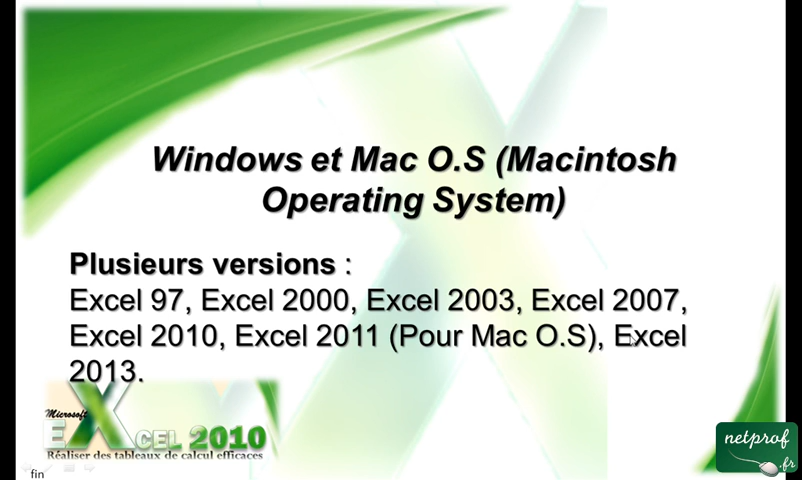 Windows et Mac O.S (Macintosh
Operating System)
Plusieurs versions :
Excel 97, Excel 2000, Excel 2003, Excel 2007,
Excel 2010, Excel 2011 (Pour Mac O.S), Excel
2013.
Microsoft
EXCEL 2010
Réaliser des tableaux de calcul efficaces
netprof
.fr
fin